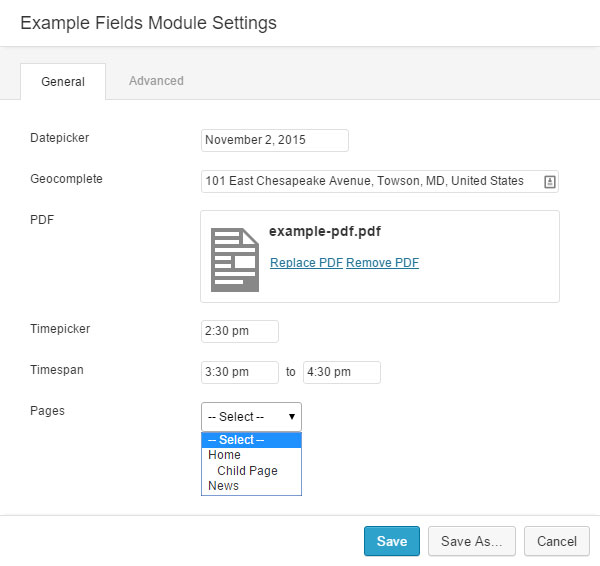 Example Fields Module Settings
General Advanced
Datepicker November 2, 2015
Geocomplete 101 East Chesapeake Avenue, Towson, MD, United States
PDF example-pdf.pdf
Replace PDF Remove PDF
Timepicker 2:30 pm
Timespan 3:30 pm to 4:30 pm
Pages -- Select --
-- Select --
Home
Child Page
News
Save Save As... Cancel